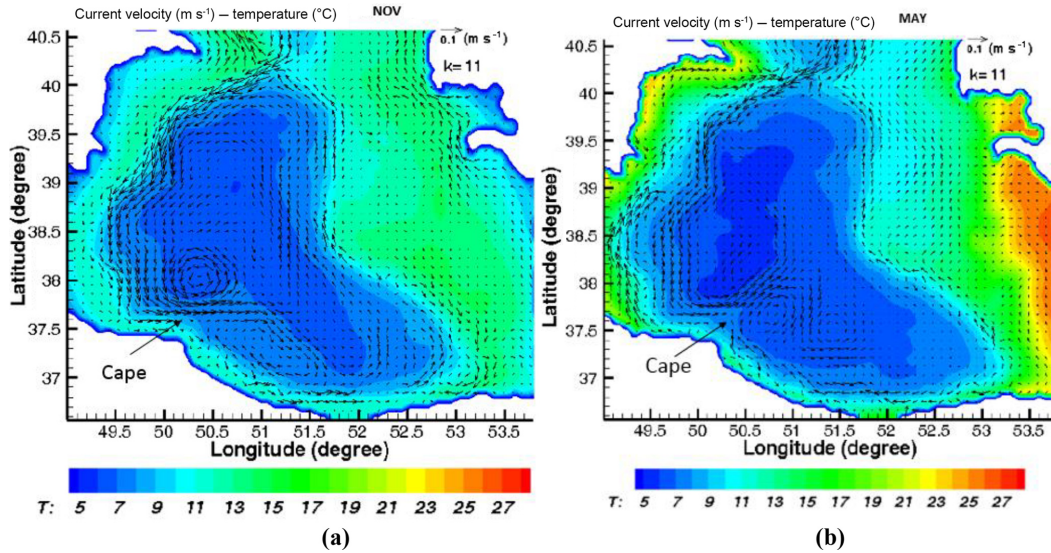 Current velocity (m s⁻¹) – temperature (°C) NOV
0.1 (m s⁻¹)
k= 11
40.5
40
39.5
39
38.5
38
37.5
37
Latitude (degree)
Cape
49.5 50 50.5 51 51.5 52 52.5 53 53.5
Longitude (degree)
T: 5 7 9 11 13 15 17 19 21 23 25 27
(a)
Current velocity (m s⁻¹) – temperature (°C) MAY
0.1 (m s⁻¹)
k= 11
40.5
40
39.5
39
38.5
38
37.5
37
Latitude (degree)
Cape
49.5 50 50.5 51 51.5 52 52.5 53 53.5
Longitude (degree)
T: 5 7 9 11 13 15 17 19 21 23 25 27
(b)